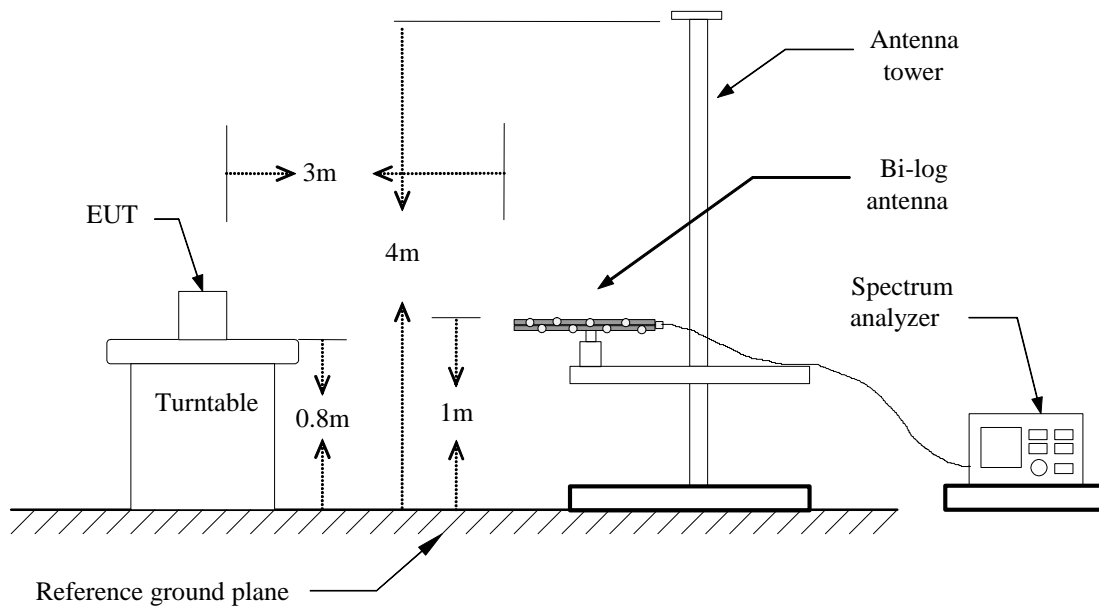 Antenna
tower
3m
Bi-log
antenna
EUT
4m
Spectrum
analyzer
Turntable
0.8m
1m
Reference ground plane